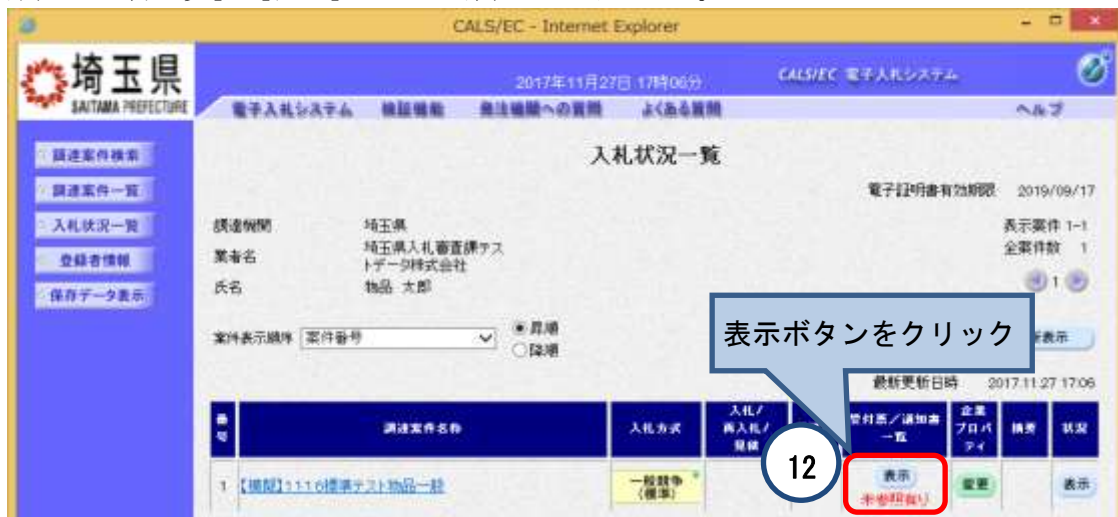 CALS/EC - Internet Explorer
埼玉県
SAITAMA PREFECTURE
2017年11月27日 17時06分
CALS/EC 電子入札システム
電子入札システム 検証機能 発注機関への質問 よくある質問 ヘルプ
調達案件検索
調達案件一覧
入札状況一覧
登録者情報
保存データ表示
入札状況一覧
電子証明書有効期限 2019/09/17
調達機関 埼玉県
表示案件 1-1
業者名 埼玉県入札審査課テス
トデータ株式会社
全案件数 1
氏名 物品 太郎
1
案件表示順序 案件番号
昇順
降順
表示ボタンをクリック
表示
最新更新日時 2017.11.27 17:06
番号 調達案件名称 入札方式 入札/再入札/見積 受付票/通知書一覧 企業プロパティ 摘要 状況
12
1 1116標準テスト物品一般 一般競争(標準) 表示 未参照有り 変更 表示